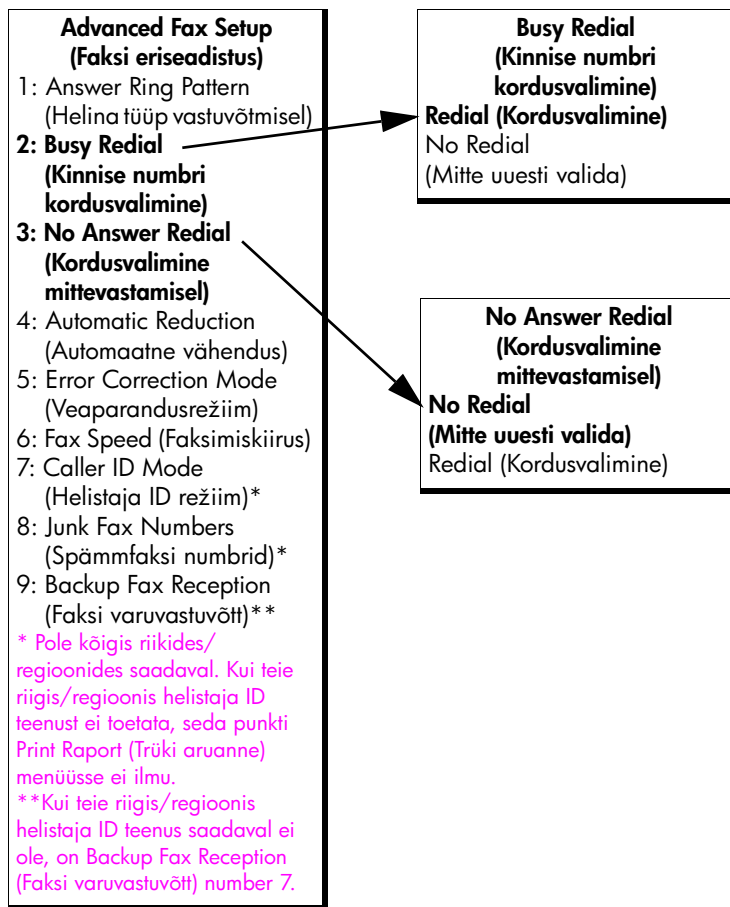 Advanced Fax Setup
(Faksi eriseadistus)
1: Answer Ring Pattern
(Helina tüüp vastuvõtmisel)
2: Busy Redial
(Kinnise numbri
kordusvalimine)
3: No Answer Redial
(Kordusvalimine
mittevastamisel)
4: Automatic Reduction
(Automaatne vähendus)
5: Error Correction Mode
(Veaparandusrežiim)
6: Fax Speed (Faksimiskiirus)
7: Caller ID Mode
(Helistaja ID režiim)*
8: Junk Fax Numbers
(Spämmfaksi numbrid)*
9: Backup Fax Reception
(Faksi varuvastuvõtt)**
* Pole kõigis riikides/
regioonides saadaval. Kui teie
riigis/regioonis helistaja ID
teenust ei toetata, seda punkti
Print Raport (Trüki aruanne)
menüüsse ei ilmu.
**Kui teie riigis/regioonis
helistaja ID teenus saadaval ei
ole, on Backup Fax Reception
(Faksi varuvastuvõtt) number 7.
Busy Redial
(Kinnise numbri
kordusvalimine)
Redial (Kordusvalimine)
No Redial
(Mitte uuesti valida)
No Answer Redial
(Kordusvalimine
mittevastamisel)
No Redial
(Mitte uuesti valida)
Redial (Kordusvalimine)